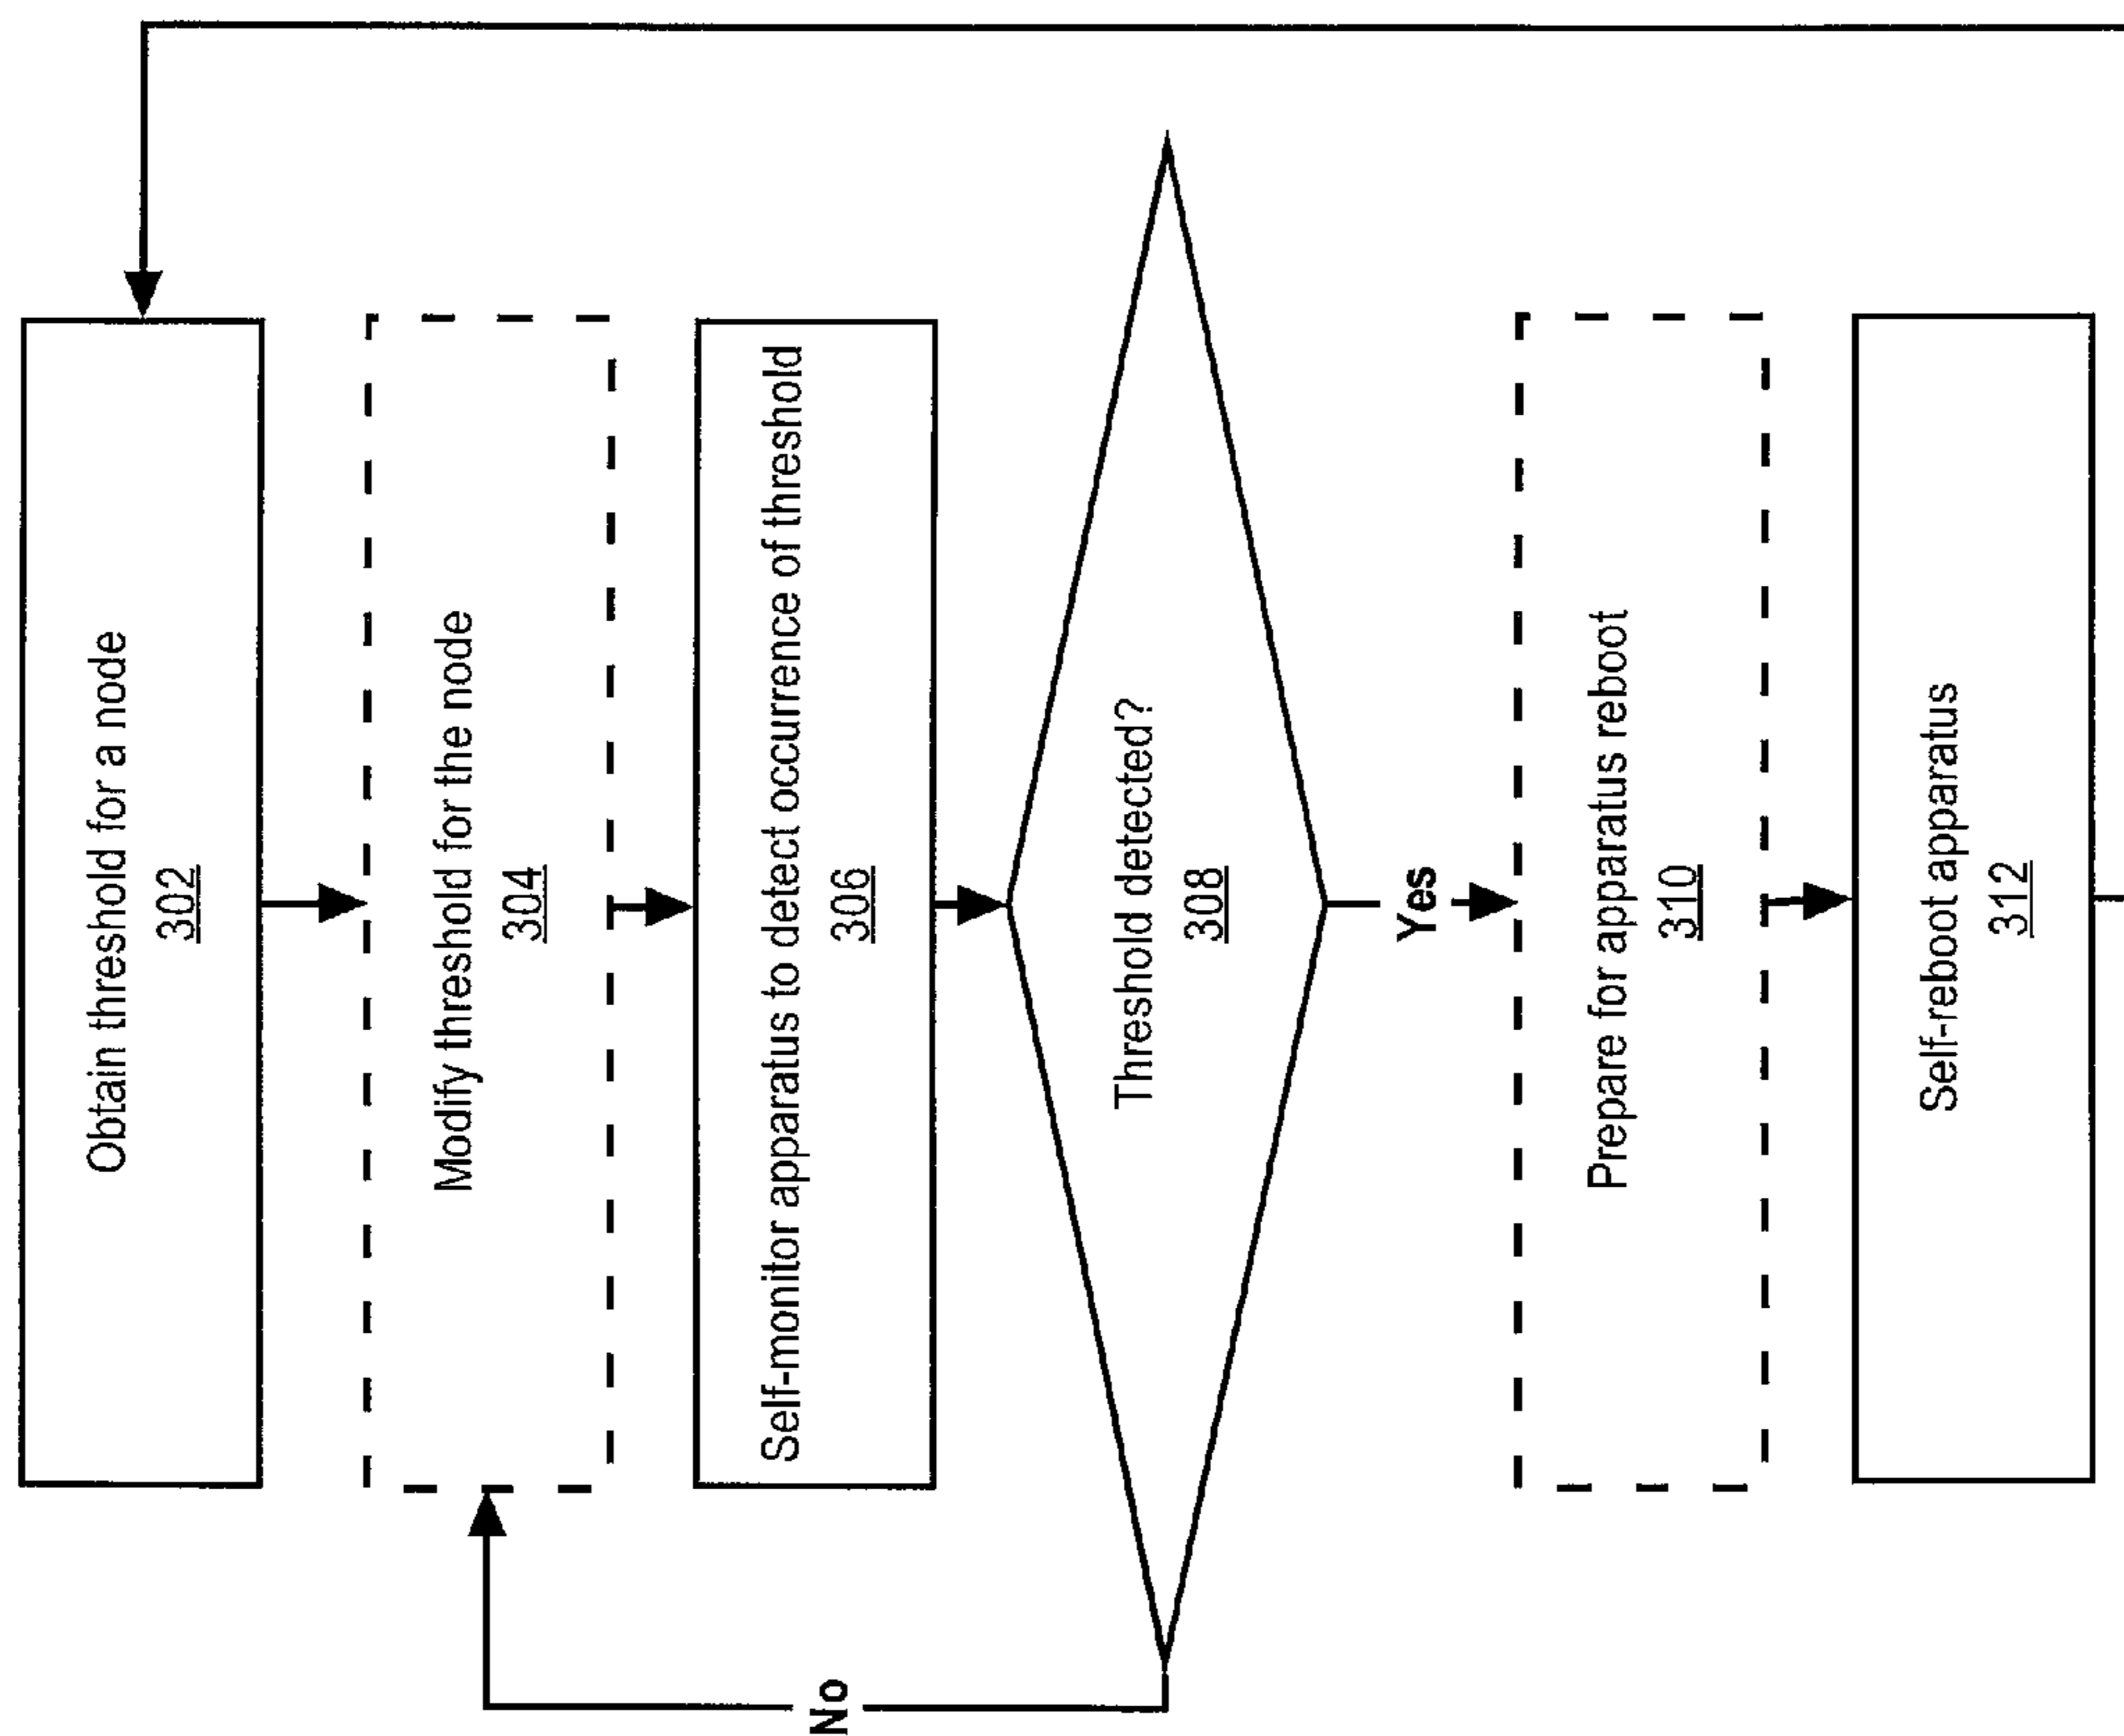 Obtain threshold for a node
302
Modify threshold for the node
304
Self-monitor apparatus to detect occurrence of threshold
306
Threshold detected?
308
No
Yes
Prepare for apparatus reboot
310
Self-reboot apparatus
312